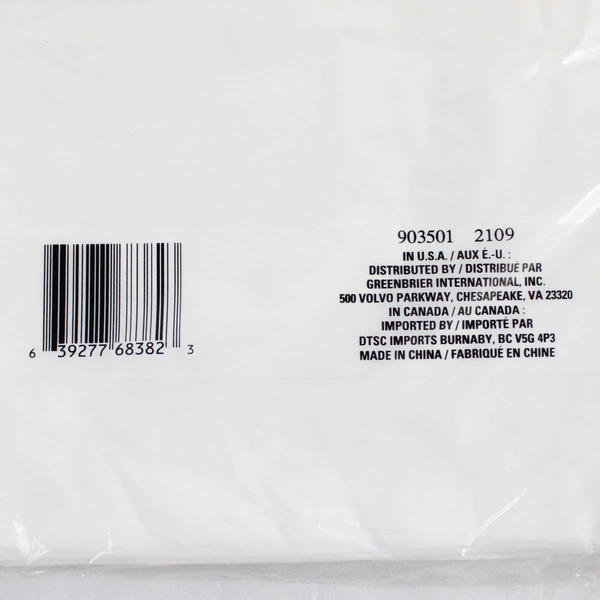 903501 2109
IN U.S.A. / AUX É.-U. :
DISTRIBUTED BY / DISTRIBUÉ PAR
GREENBRIER INTERNATIONAL, INC.
500 VOLVO PARKWAY, CHESAPEAKE, VA 23320
IN CANADA / AU CANADA :
IMPORTED BY / IMPORTÉ PAR
DTSC IMPORTS BURNABY, BC V5G 4P3
MADE IN CHINA / FABRIQUÉ EN CHINE
6 39277 68382 3